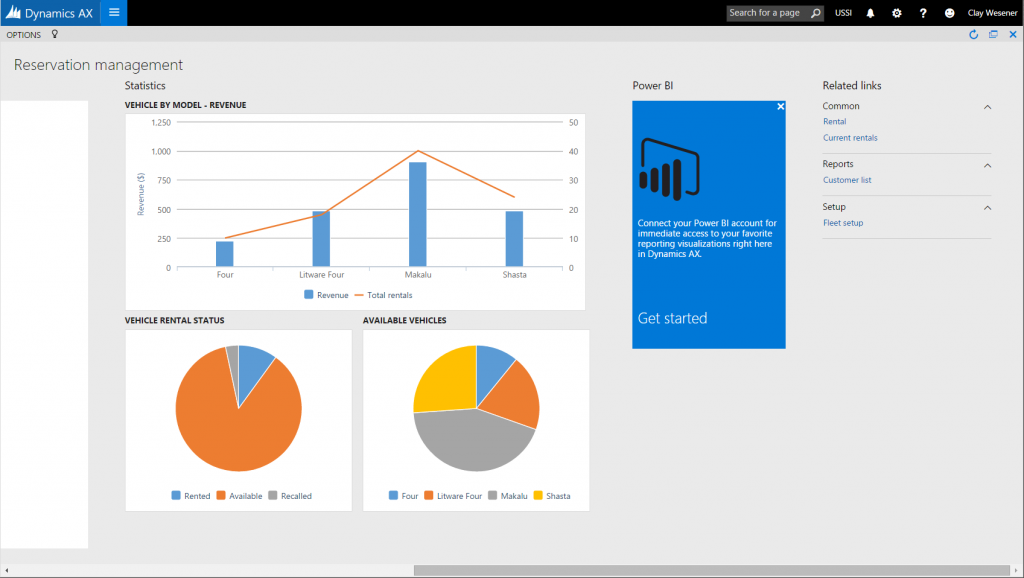 Dynamics AX
Search for a page
USSI
Clay Wesener
OPTIONS
Reservation management
Statistics
VEHICLE BY MODEL - REVENUE
1,250
1,000
750
500
250
0
Revenue ($)
50
40
30
20
10
0
Four
Litware Four
Makalu
Shasta
Revenue
Total rentals
VEHICLE RENTAL STATUS
Rented
Available
Recalled
AVAILABLE VEHICLES
Four
Litware Four
Makalu
Shasta
Power BI
Connect your Power BI account for
immediate access to your favorite
reporting visualizations right here
in Dynamics AX.
Get started
Related links
Common
Rental
Current rentals
Reports
Customer list
Setup
Fleet setup